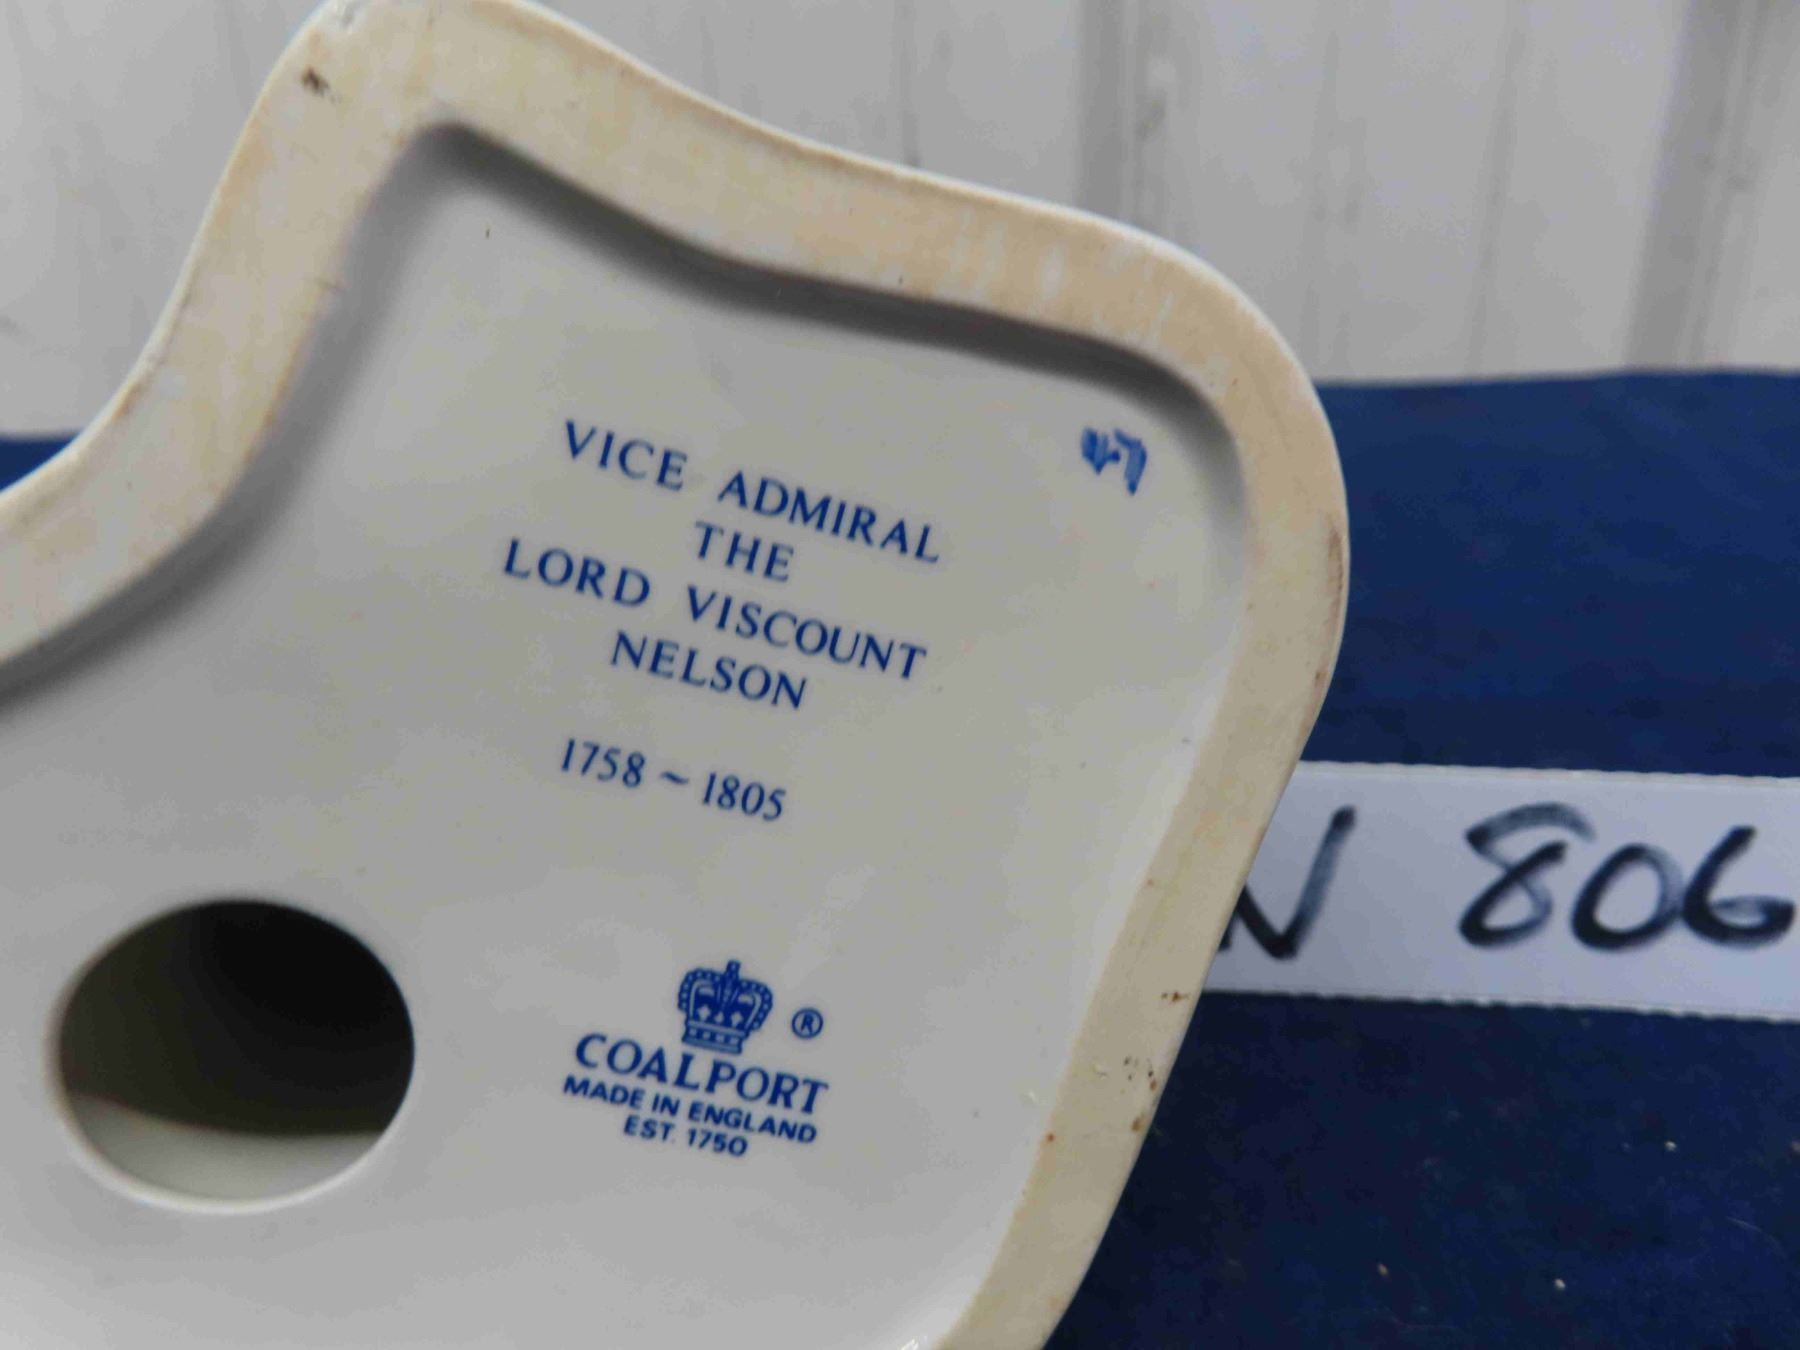 VICE ADMIRAL
THE
LORD VISCOUNT
NELSON
1758 ~ 1805
®
COALPORT
MADE IN ENGLAND
EST. 1750
N 806